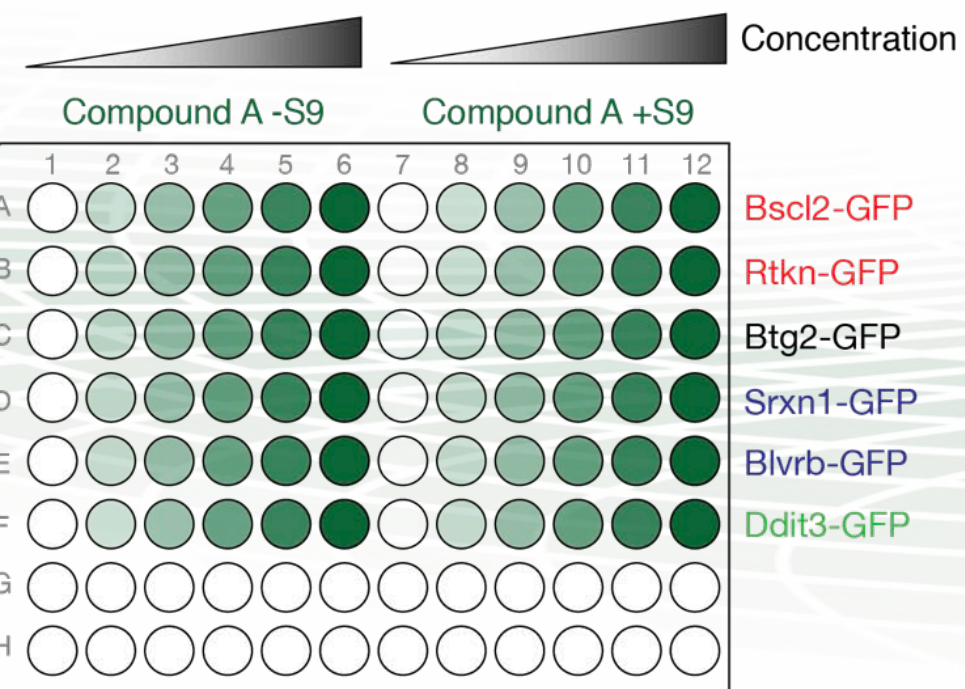 Concentration
Compound A -S9 Compound A +S9
1 2 3 4 5 6 7 8 9 10 11 12
A Bscl2-GFP
B Rtkn-GFP
C Btg2-GFP
D Srxn1-GFP
E Blvrb-GFP
F Ddit3-GFP
G
H